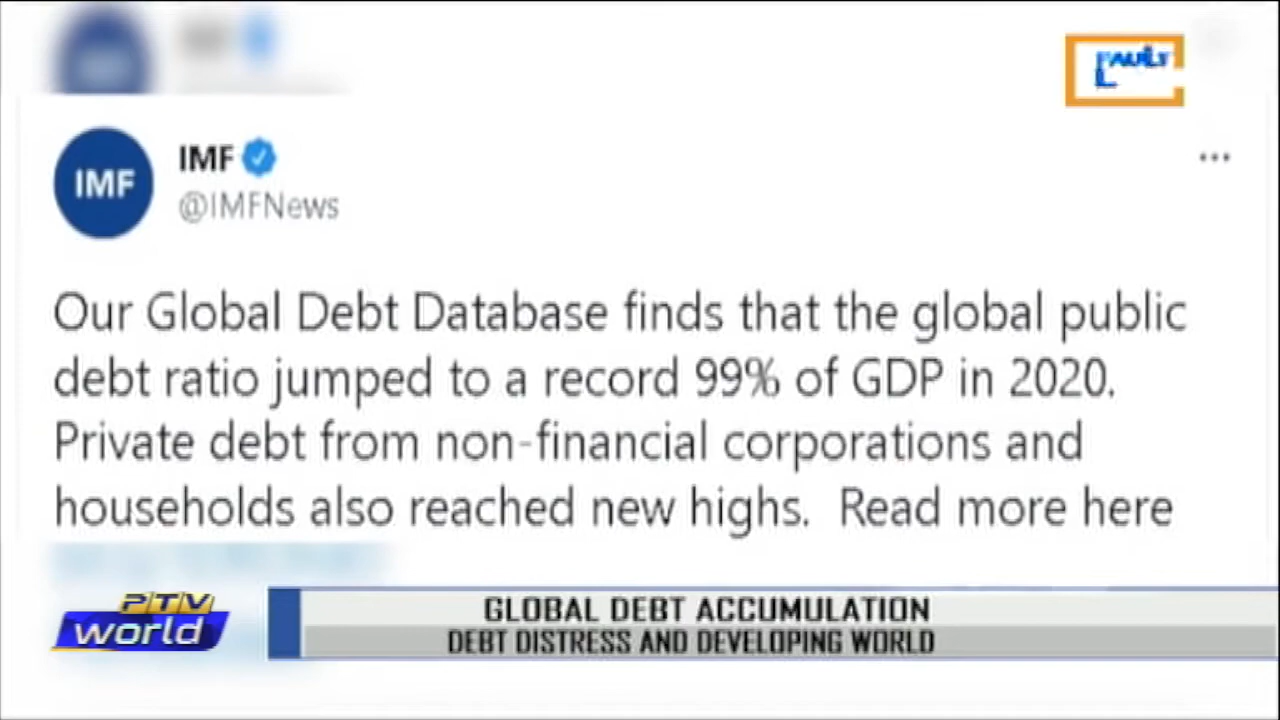 IMF
IMF
@IMFNews
Our Global Debt Database finds that the global public
debt ratio jumped to a record 99% of GDP in 2020.
Private debt from non-financial corporations and
households also reached new highs. Read more here
PTV
world
GLOBAL DEBT ACCUMULATION
DEBT DISTRESS AND DEVELOPING WORLD